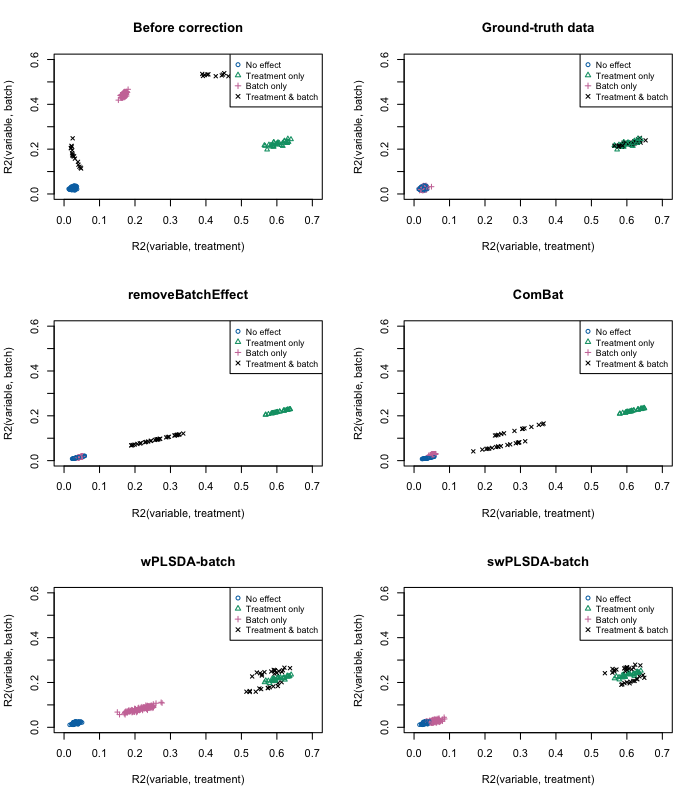 Before correction
R2(variable, batch)
0.0 0.2 0.4 0.6
No effect
Treatment only
Batch only
Treatment & batch
0.0 0.1 0.2 0.3 0.4 0.5 0.6 0.7
R2(variable, treatment)
Ground-truth data
R2(variable, batch)
0.0 0.2 0.4 0.6
No effect
Treatment only
Batch only
Treatment & batch
0.0 0.1 0.2 0.3 0.4 0.5 0.6 0.7
R2(variable, treatment)
removeBatchEffect
R2(variable, batch)
0.0 0.2 0.4 0.6
No effect
Treatment only
Batch only
Treatment & batch
0.0 0.1 0.2 0.3 0.4 0.5 0.6 0.7
R2(variable, treatment)
ComBat
R2(variable, batch)
0.0 0.2 0.4 0.6
No effect
Treatment only
Batch only
Treatment & batch
0.0 0.1 0.2 0.3 0.4 0.5 0.6 0.7
R2(variable, treatment)
wPLSDA-batch
R2(variable, batch)
0.0 0.2 0.4 0.6
No effect
Treatment only
Batch only
Treatment & batch
0.0 0.1 0.2 0.3 0.4 0.5 0.6 0.7
R2(variable, treatment)
swPLSDA-batch
R2(variable, batch)
0.0 0.2 0.4 0.6
No effect
Treatment only
Batch only
Treatment & batch
0.0 0.1 0.2 0.3 0.4 0.5 0.6 0.7
R2(variable, treatment)